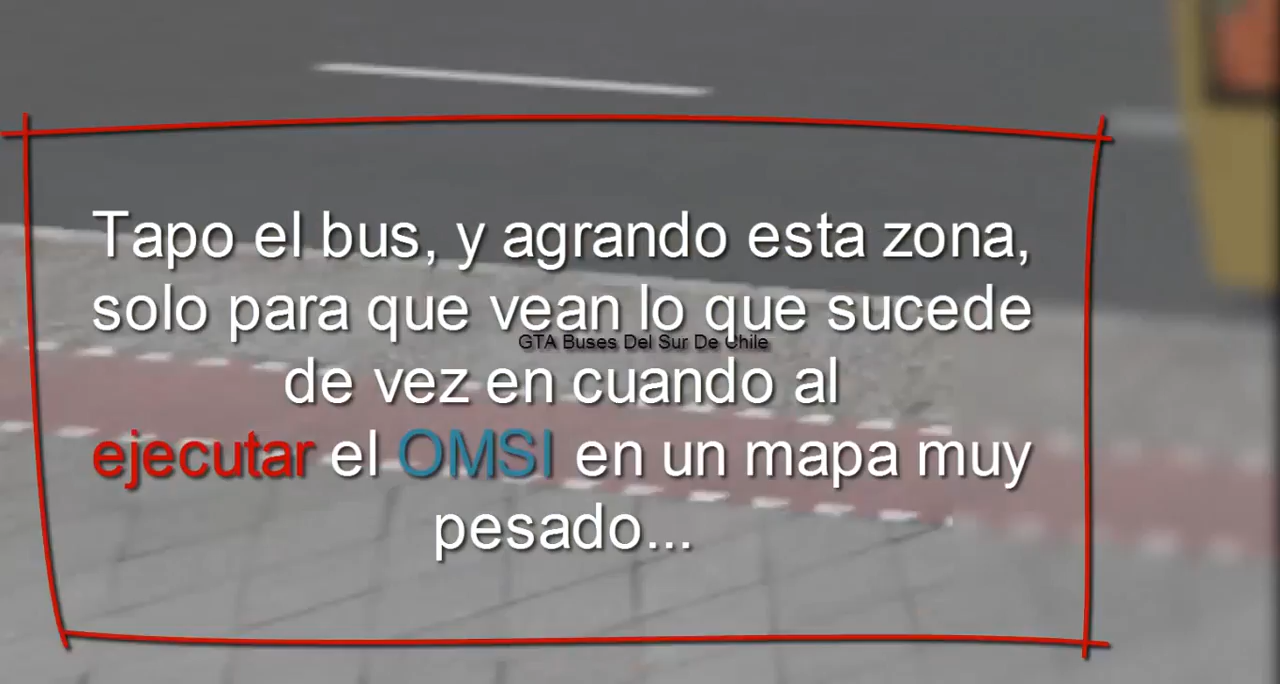 Tapo el bus, y agrando esta zona,
solo para que vean lo que sucede
GTA Buses Del Sur De Chile
de vez en cuando al
ejecutar el OMSI en un mapa muy
pesado...